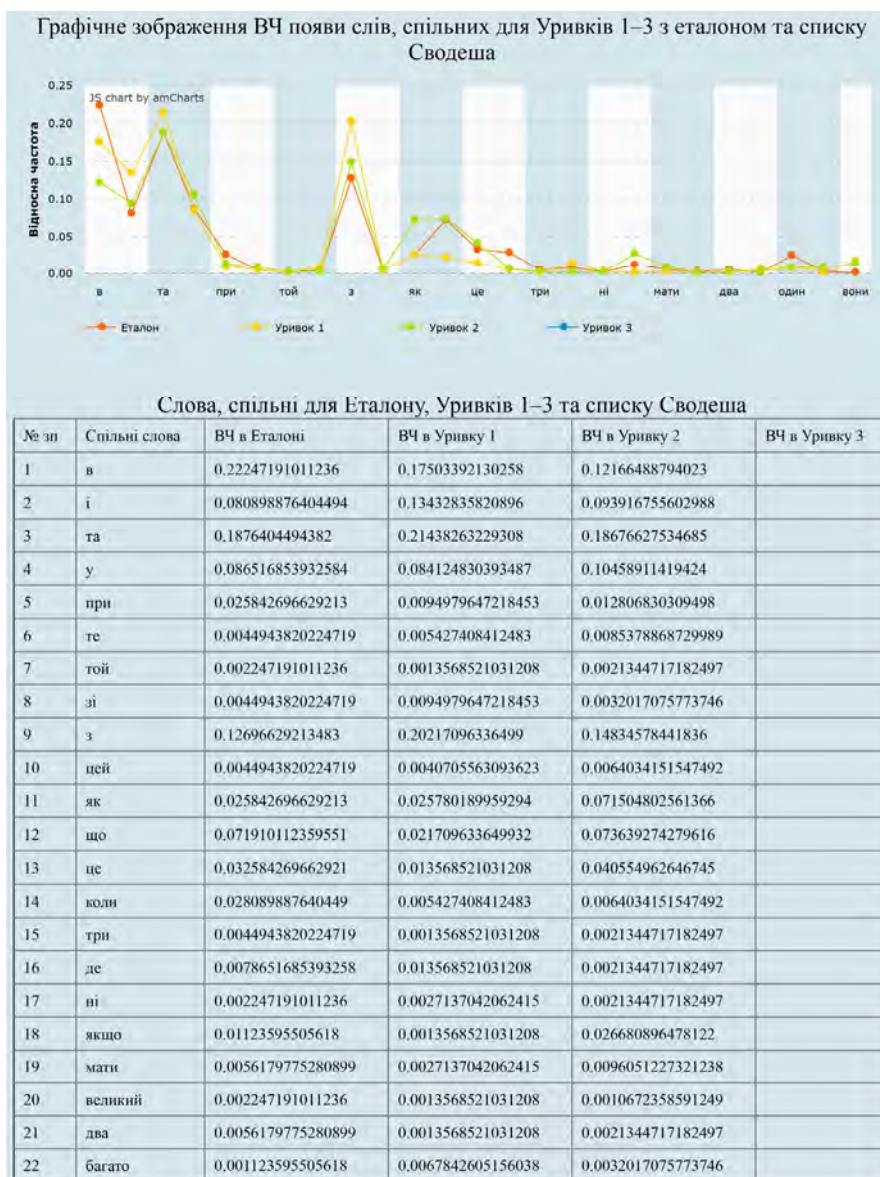 Графічне зображення ВЧ появи слів, спільних для Уривків 1–3 з еталоном та списку
Сводеша
JS chart by amCharts
Відносна частота
0.25
0.20
0.15
0.10
0.05
0.00
в та при той з як це три ні мати два один вони
Еталон Уривок 1 Уривок 2 Уривок 3
Слова, спільні для Еталону, Уривків 1–3 та списку Сводеша
№ зп Спільні слова ВЧ в Еталоні ВЧ в Уривку 1 ВЧ в Уривку 2 ВЧ в Уривку 3
1 в 0.22247191011236 0.17503392130258 0.12166488794023
2 і 0.080898876404494 0.13432835820896 0.093916755602988
3 та 0.1876404494382 0.21438263229308 0.18676627534685
4 у 0.086516853932584 0.084124830393487 0.10458911419424
5 при 0.025842696629213 0.0094979647218453 0.012806830309498
6 те 0.0044943820224719 0.005427408412483 0.0085378868729989
7 той 0.002247191011236 0.0013568521031208 0.0021344717182497
8 зі 0.0044943820224719 0.0094979647218453 0.0032017075773746
9 з 0.12696629213483 0.20217096336499 0.14834578441836
10 цей 0.0044943820224719 0.0040705563093623 0.0064034151547492
11 як 0.025842696629213 0.025780189959294 0.071504802561366
12 що 0.071910112359551 0.021709633649932 0.073639274279616
13 це 0.032584269662921 0.013568521031208 0.040554962646745
14 коли 0.028089887640449 0.005427408412483 0.0064034151547492
15 три 0.0044943820224719 0.0013568521031208 0.0021344717182497
16 де 0.0078651685393258 0.013568521031208 0.0021344717182497
17 ні 0.002247191011236 0.0027137042062415 0.0021344717182497
18 якщо 0.01123595505618 0.0013568521031208 0.026680896478122
19 мати 0.0056179775280899 0.0027137042062415 0.0096051227321238
20 великий 0.002247191011236 0.0013568521031208 0.0010672358591249
21 два 0.0056179775280899 0.0013568521031208 0.0021344717182497
22 багато 0.001123595505618 0.0067842605156038 0.0032017075773746